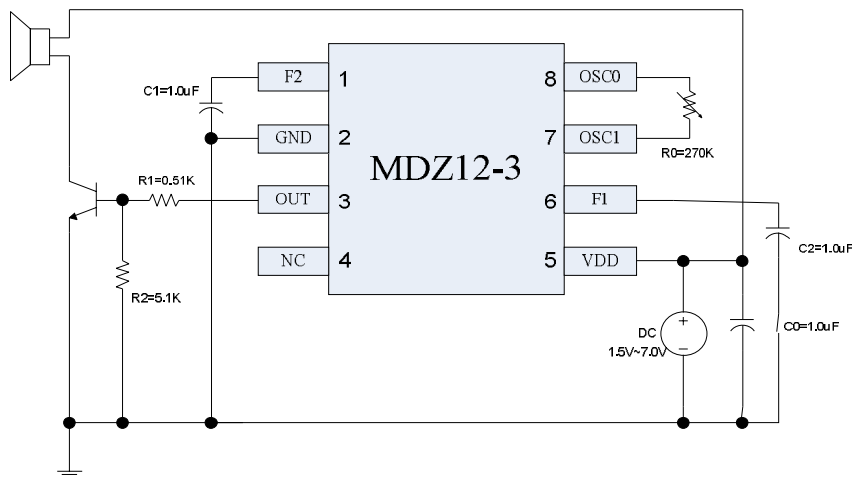 F2 1
8 OSC0
C1=1.0uF
GND 2
7 OSC1
R0=270K
MDZ12-3
R1=0.51K
OUT 3
6 F1
C2=1.0uF
NC 4
5 VDD
R2=5.1K
DC
1.5V~7.0V
+
−
C0=1.0uF